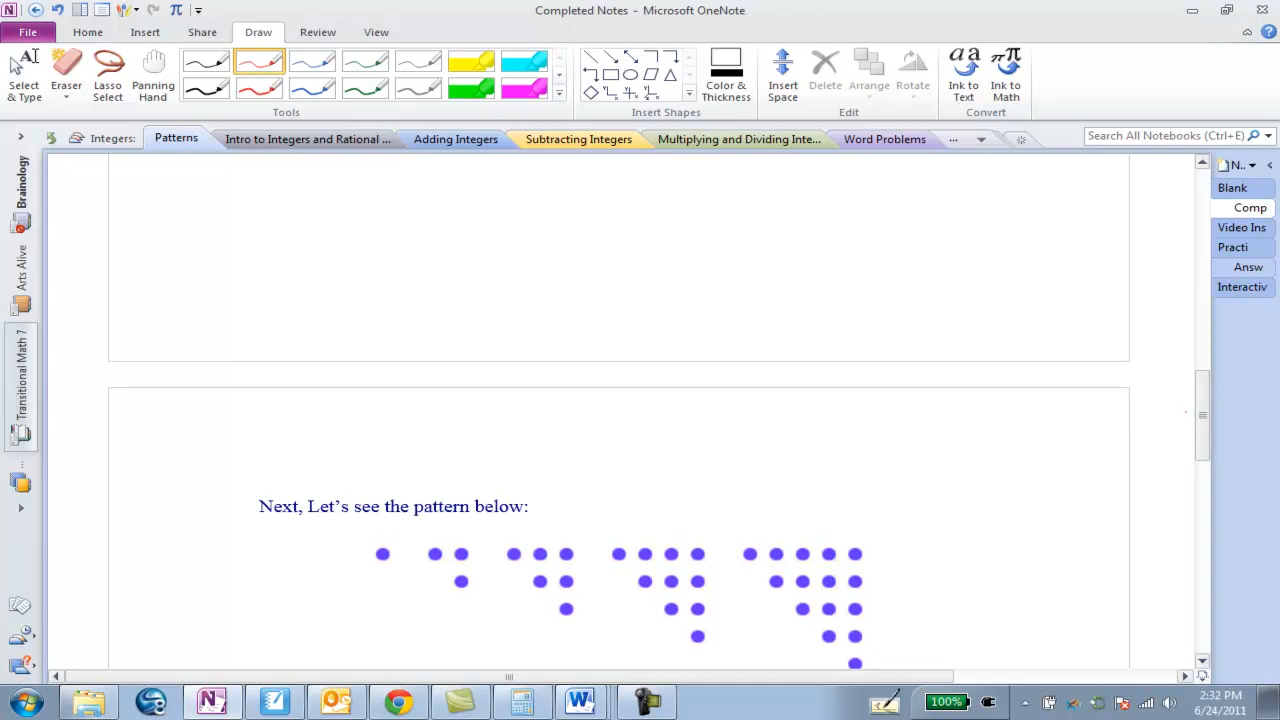 Completed Notes - Microsoft OneNote
File Home Insert Share Draw Review View
Select & Type
Eraser
Lasso Select
Panning Hand
Color & Thickness
Insert Space
Delete
Arrange
Rotate
Ink to Text
Ink to Math
Tools
Insert Shapes
Edit
Convert
Integers: Patterns Intro to Integers and Rational ... Adding Integers Subtracting Integers Multiplying and Dividing Inte... Word Problems ...
Search All Notebooks (Ctrl+E)
N..
Blank
Comp
Video Ins
Practi
Answ
Interactiv
Brainology
Arts Alive
Transitional Math 7
Next, Let's see the pattern below:
100%
2:32 PM
6/24/2011